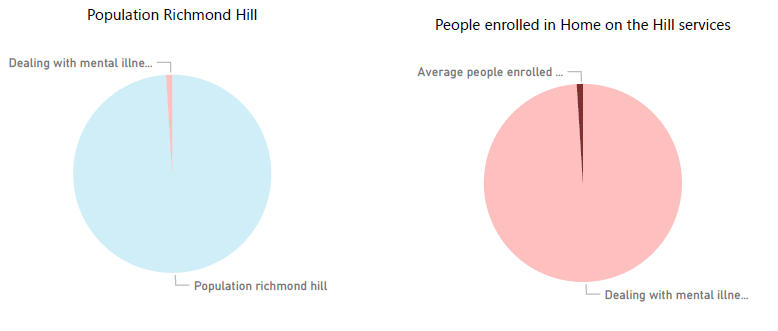 Population Richmond Hill
Dealing with mental illne...
Population richmond hill
People enrolled in Home on the Hill services
Average people enrolled ...
Dealing with mental illne...